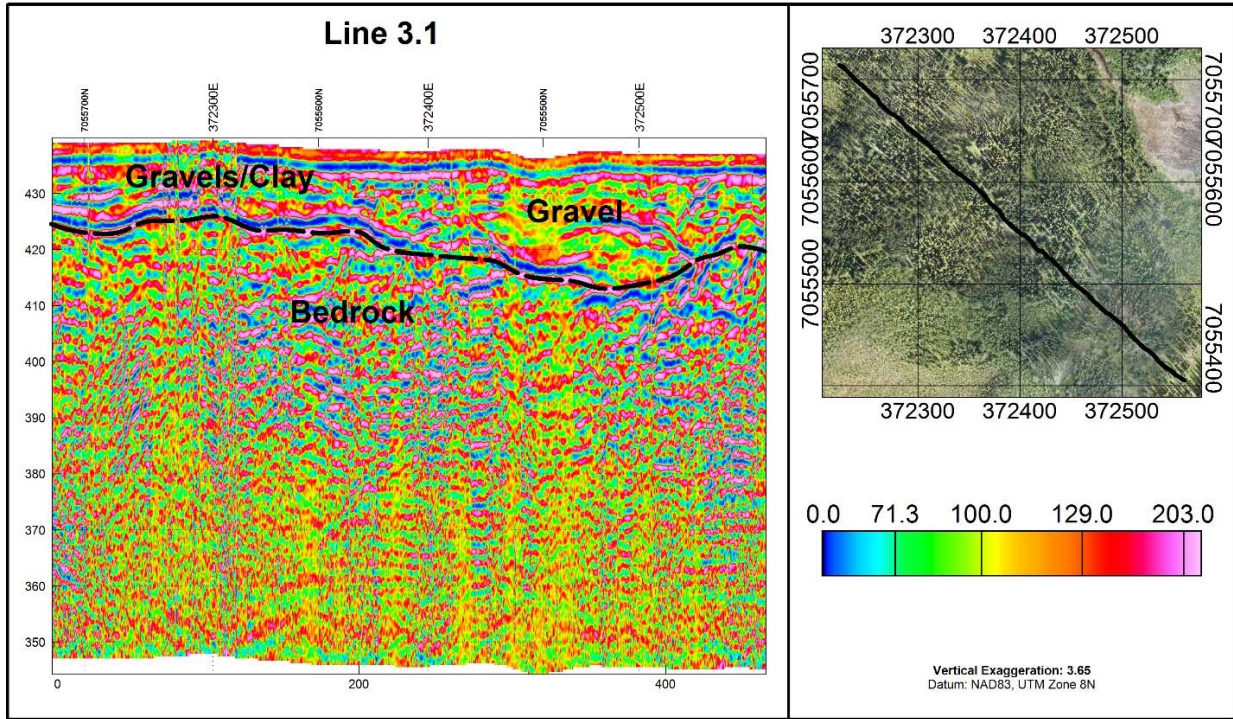 Line 3.1
7055700N
372300E
7055600N
372400E
7055500N
372500E
430
420
410
400
390
380
370
360
350
Gravels/Clay
Gravel
Bedrock
0
200
400
372300 372400 372500
7055700
7055600
7055500
7055700
7055600
7055400
372300 372400 372500
0.0 71.3 100.0 129.0 203.0
Vertical Exaggeration: 3.65
Datum: NAD83, UTM Zone 8N